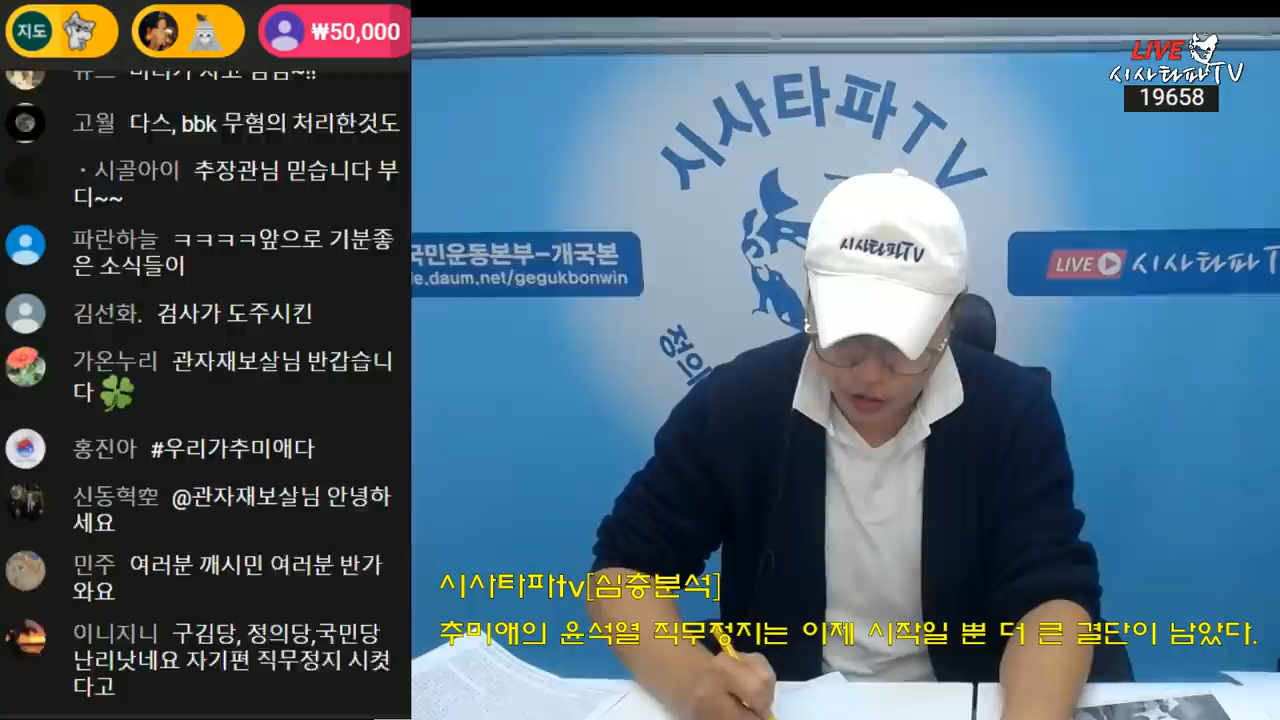 지도
₩50,000
고월 다스, bbk 무혐의 처리한것도
· 시골아이 추장관님 믿습니다 부
디~~
파란하늘 ㅋㅋㅋㅋ앞으로 기분좋
은 소식들이
김선화. 검사가 도주시킨
가온누리 관자재보살님 반갑습니
다
홍진아 #우리가추미애다
신동혁空 @관자재보살님 안녕하
세요
민주 여러분 깨시민 여러분 반가
와요
이니지니 구김당, 정의당,국민당
난리낫네요 자기편 직무정지 시켯
다고
LIVE
시사타파TV
19658
시사타파TV
국민운동본부-개국본
e.daum.net/gegukbonwin
시사타파TV
LIVE 시사타파T
정의
시사타파tv[심층분석]
추미애의 윤석열 직무정지는 이제 시작일 뿐 더 큰 결단이 남았다.